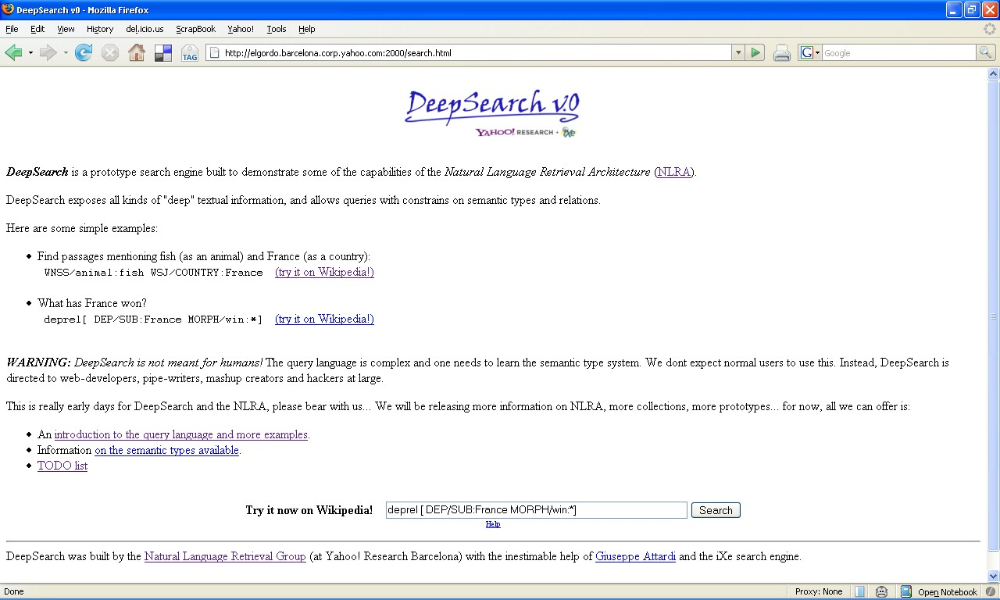 DeepSearch v0 - Mozilla Firefox
File Edit View History del.icio.us ScrapBook Yahoo! Tools Help
TAG http://elgordo.barcelona.corp.yahoo.com:2000/search.html G Google
DeepSearch v.0
YAHOO! RESEARCH · iXe
DeepSearch is a prototype search engine built to demonstrate some of the capabilities of the Natural Language Retrieval Architecture (NLRA).
DeepSearch exposes all kinds of "deep" textual information, and allows queries with constrains on semantic types and relations.
Here are some simple examples:
• Find passages mentioning fish (as an animal) and France (as a country):
WNSS/animal:fish WSJ/COUNTRY:France (try it on Wikipedia!)
• What has France won?
deprel[ DEP/SUB:France MORPH/win:*] (try it on Wikipedia!)
WARNING: DeepSearch is not meant for humans! The query language is complex and one needs to learn the semantic type system. We dont expect normal users to use this. Instead, DeepSearch is
directed to web-developers, pipe-writers, mashup creators and hackers at large.
This is really early days for DeepSearch and the NLRA, please bear with us... We will be releasing more information on NLRA, more collections, more prototypes... for now, all we can offer is:
• An introduction to the query language and more examples.
• Information on the semantic types available.
• TODO list
Try it now on Wikipedia! deprel [ DEP/SUB:France MORPH/win:*] Search
Help
DeepSearch was built by the Natural Language Retrieval Group (at Yahoo! Research Barcelona) with the inestimable help of Giuseppe Attardi and the iXe search engine.
Done Proxy: None Open Notebook